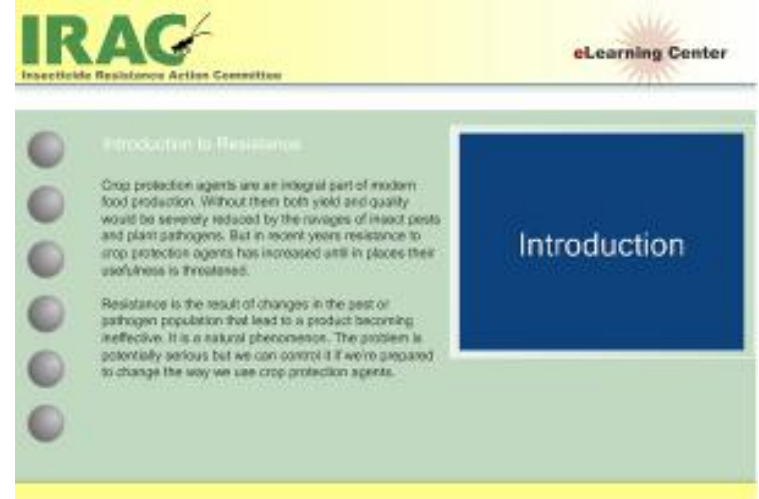 IRAC
Insecticide Resistance Action Committee
eLearning Center
Introduction to Resistance
Crop protection agents are an integral part of modern
food production. Without them both yield and quality
would be severely reduced by the ravages of insect pests
and plant pathogens. But in recent years resistance to
crop protection agents has increased until in places their
usefulness is threatened.
Resistance is the result of changes in the pest or
pathogen population that lead to a product becoming
ineffective. It is a natural phenomenon. The problem is
potentially serious but we can control it if we're prepared
to change the way we use crop protection agents.
Introduction